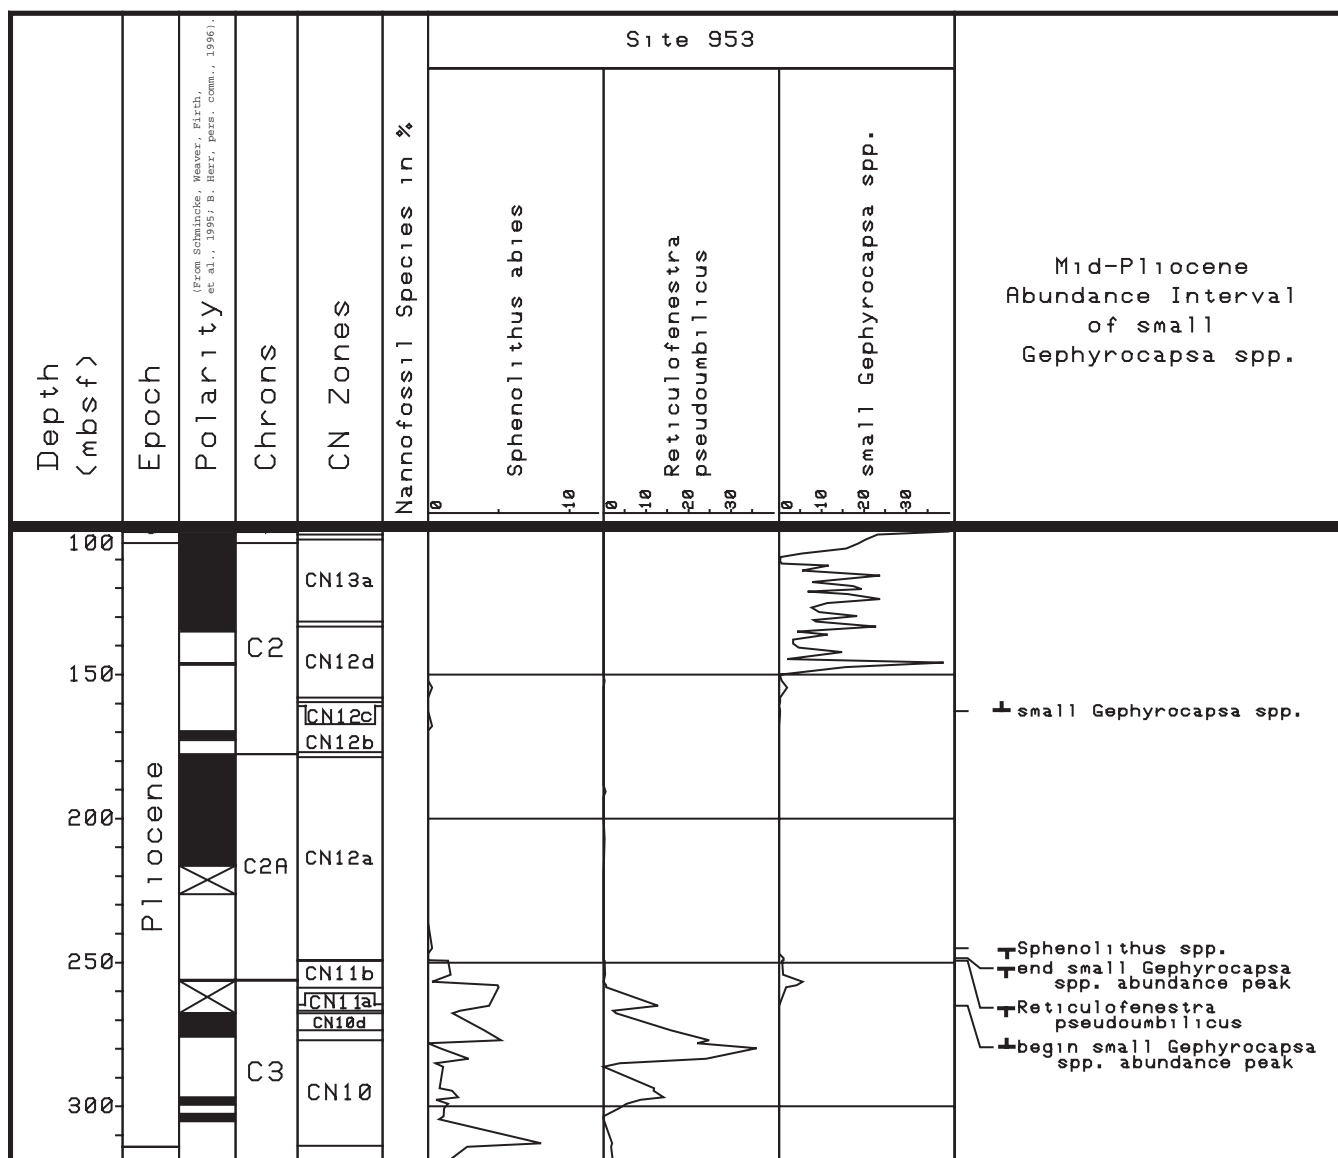 Site 953
Depth
(mbsf)
Epoch
Polarity
(From Schmincke, Weaver, Firth,
et al., 1995; B. Herr, pers. comm., 1996).
Chrons
CN Zones
Nannofossil Species in %
Sphenolithus abies
Reticulofenestra
pseudoumbilicus
small Gephyrocapsa spp.
Mid-Pliocene
Abundance Interval
of small
Gephyrocapsa spp.
0 10
0 10 20 30
0 10 20 30
100
150
200
250
300
Pliocene
C2
C2A
C3
CN13a
CN12d
CN12c
CN12b
CN12a
CN11b
CN11a
CN10d
CN10
small Gephyrocapsa spp.
Sphenolithus spp.
end small Gephyrocapsa
spp. abundance peak
Reticulofenestra
pseudoumbilicus
begin small Gephyrocapsa
spp. abundance peak